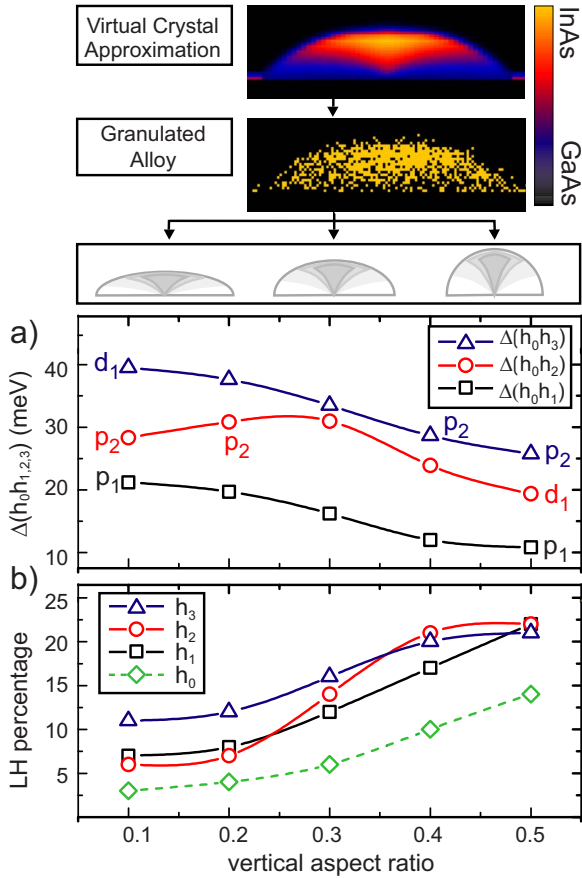 Virtual Crystal
Approximation
InAs
GaAs
Granulated
Alloy
a)
Δ(h₀h₃)
Δ(h₀h₂)
Δ(h₀h₁)
d₁
p₂
p₂
p₂
p₂
p₁
d₁
p₁
40
30
20
10
Δ(h₀h₁,₂,₃) (meV)
b)
h₃
h₂
h₁
h₀
25
20
15
10
5
LH percentage
0.1 0.2 0.3 0.4 0.5
vertical aspect ratio